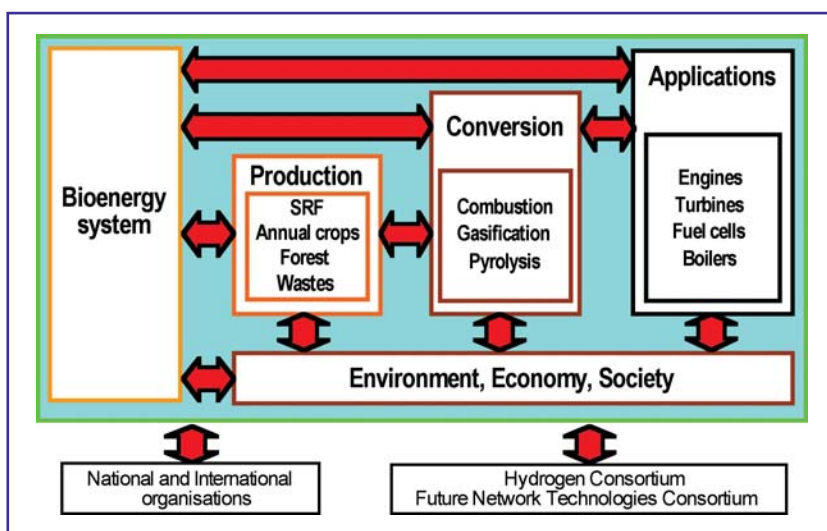 Bioenergy
system
Production
SRF
Annual crops
Forest
Wastes
Conversion
Combustion
Gasification
Pyrolysis
Applications
Engines
Turbines
Fuel cells
Boilers
Environment, Economy, Society
National and International
organisations
Hydrogen Consortium
Future Network Technologies Consortium